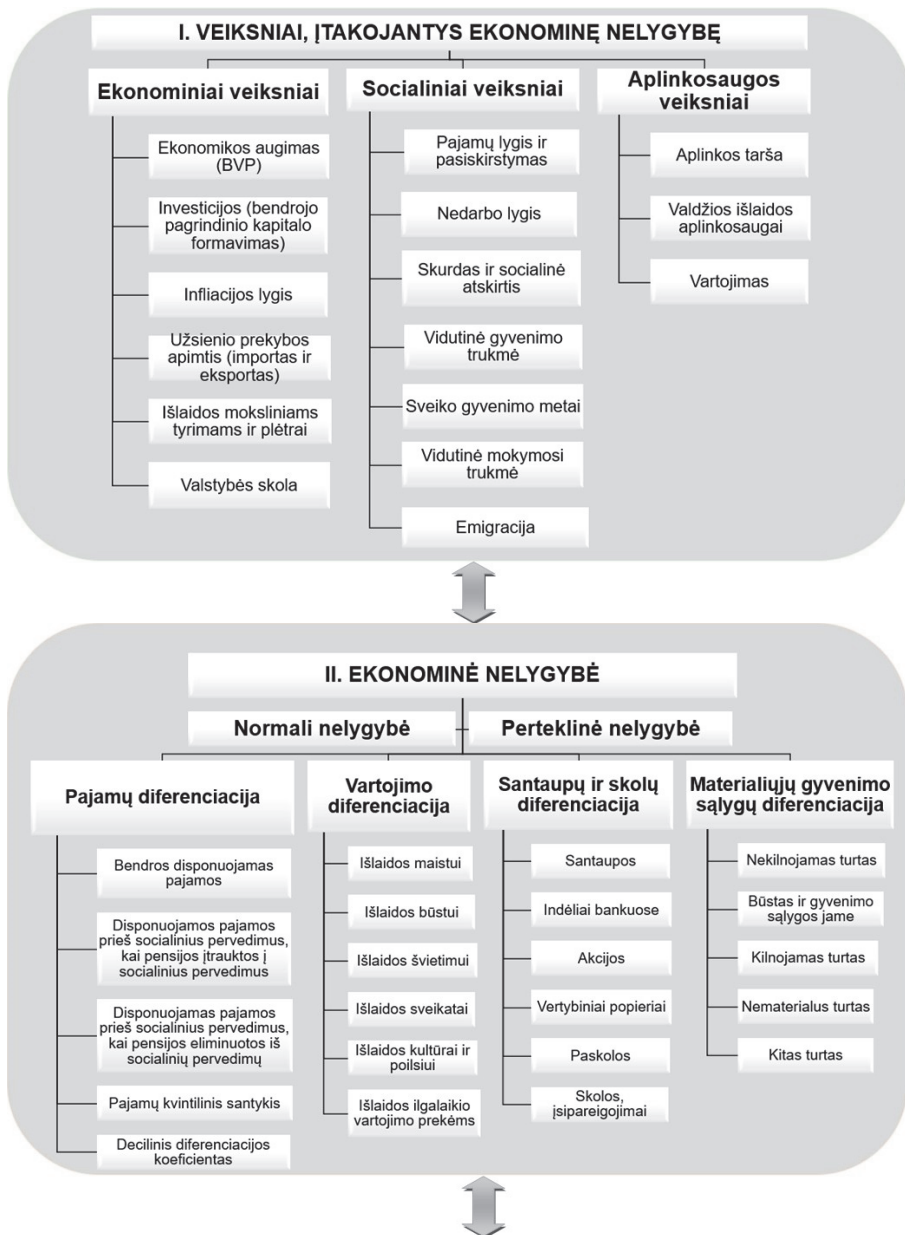 I. VEIKSNIAI, ĮTAKOJANTYS EKONOMINĘ NELYGYBĘ
Ekonominiai veiksniai
Ekonomikos augimas
(BVP)
Investicijos (bendrojo
pagrindinio kapitalo
formavimas)
Infliacijos lygis
Užsienio prekybos
apimtis (importas ir
eksportas)
Išlaidos moksliniams
tyrimams ir plėtrai
Valstybės skola
Socialiniai veiksniai
Pajamų lygis ir
pasiskirstymas
Nedarbo lygis
Skurdas ir socialinė
atskirtis
Vidutinė gyvenimo
trukmė
Sveiko gyvenimo metai
Vidutinė mokymosi
trukmė
Emigracija
Aplinkosaugos
veiksniai
Aplinkos tarša
Valdžios išlaidos
aplinkosaugai
Vartojimas
II. EKONOMINĖ NELYGYBĖ
Normali nelygybė
Perteklinė nelygybė
Pajamų diferenciacija
Bendros disponuojamas
pajamos
Disponuojamos pajamos
prieš socialinius pervedimus,
kai pensijos įtrauktos į
socialinius pervedimus
Disponuojamas pajamos
prieš socialinius pervedimus,
kai pensijos eliminuotos iš
socialinių pervedimų
Pajamų kvintilinis santykis
Decilinis diferenciacijos
koeficientas
Vartojimo
diferenciacija
Išlaidos maistui
Išlaidos būstui
Išlaidos švietimui
Išlaidos sveikatai
Išlaidos kultūrai ir
poilsiui
Išlaidos ilgalaikio
vartojimo prekėms
Santaupų ir skolų
diferenciacija
Santaupos
Indėliai bankuose
Akcijos
Vertybiniai popieriai
Paskolos
Skolos,
įsipareigojimai
Materialiųjų gyvenimo
sąlygų diferenciacija
Nekilnojamas turtas
Būstas ir gyvenimo
sąlygos jame
Kilnojamas turtas
Nematerialus turtas
Kitas turtas